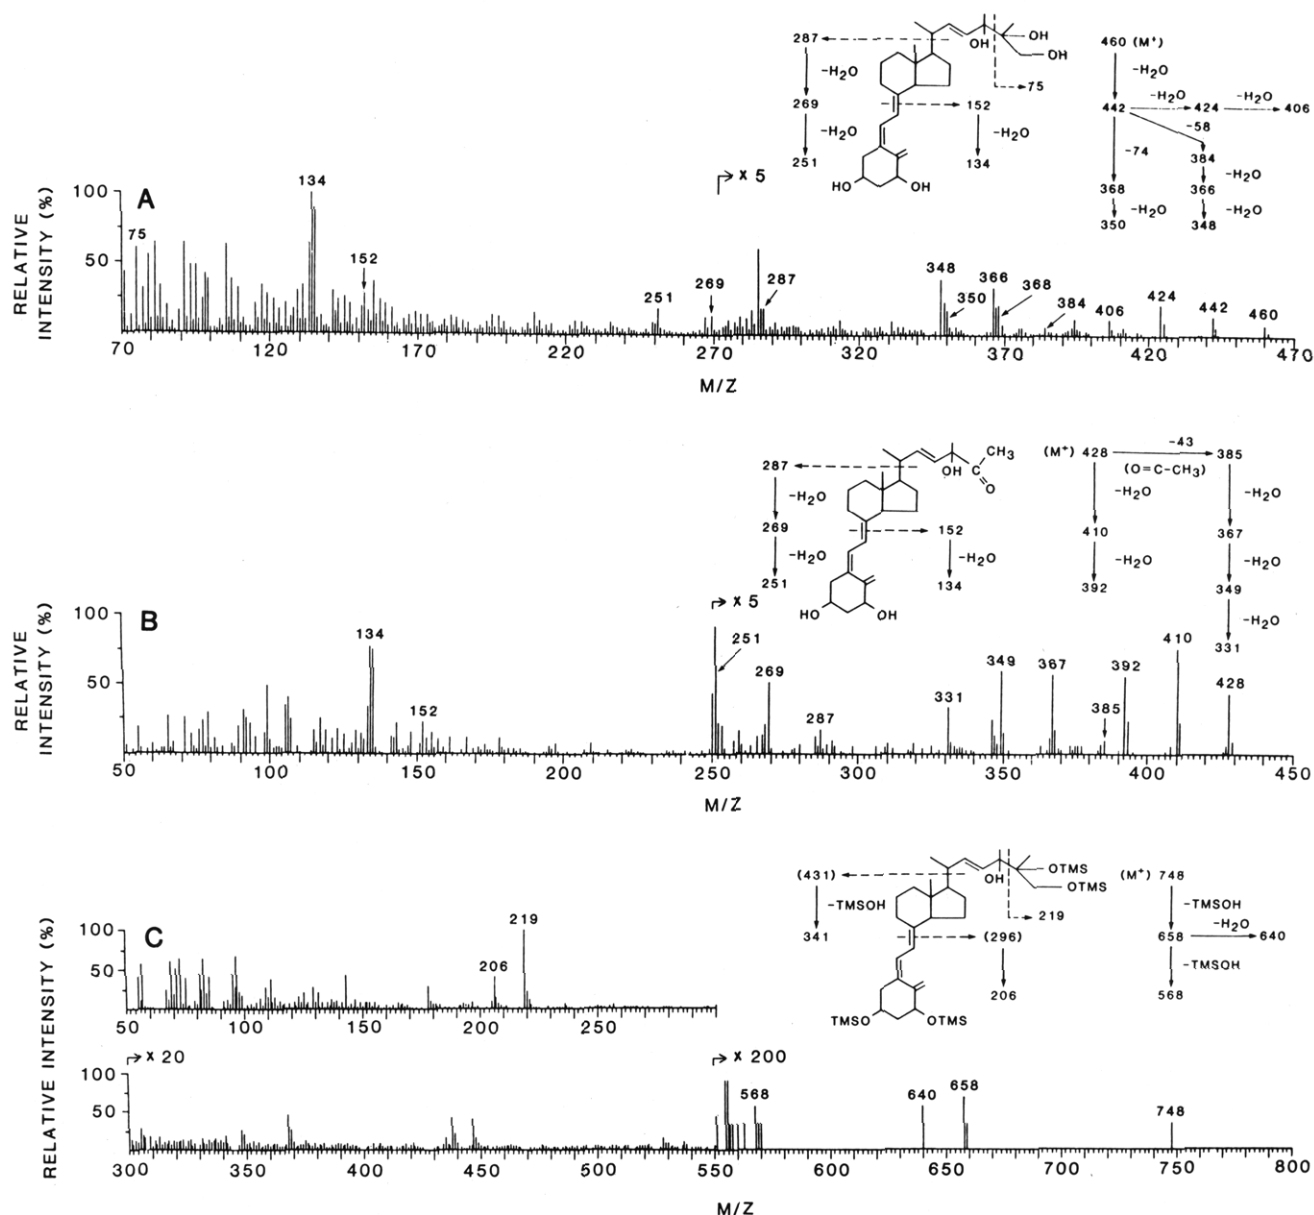 A
RELATIVE
INTENSITY (%)
100
50
75
134
152
251
269
287
348
350
366
368
384
406
424
442
460
x 5
70
120
170
220
270
320
370
420
470
M/Z
287
-H2O
269
-H2O
251
152
-H2O
134
75
OH
OH
OH
HO
OH
460 (M+)
-H2O
442
-H2O
424
-H2O
406
-58
-74
384
-H2O
366
-H2O
348
368
-H2O
350
B
RELATIVE
INTENSITY (%)
100
50
134
152
x 5
251
269
287
331
349
367
385
392
410
428
50
100
150
200
250
300
350
400
450
M/Z
287
-H2O
269
-H2O
251
152
-H2O
134
OH
CH3
C
O
HO
OH
(M+) 428
-43
(O=C-CH3)
385
-H2O
410
-H2O
392
-H2O
367
-H2O
349
-H2O
331
C
RELATIVE INTENSITY (%)
100
50
206
219
50
100
150
200
250
x 20
x 200
100
50
568
640
658
748
300
350
400
450
500
550
600
650
700
750
800
M/Z
(431)
-TMSOH
341
(296)
206
219
OH
OTMS
OTMS
TMSO
OTMS
(M+) 748
-TMSOH
658
-H2O
640
-TMSOH
568